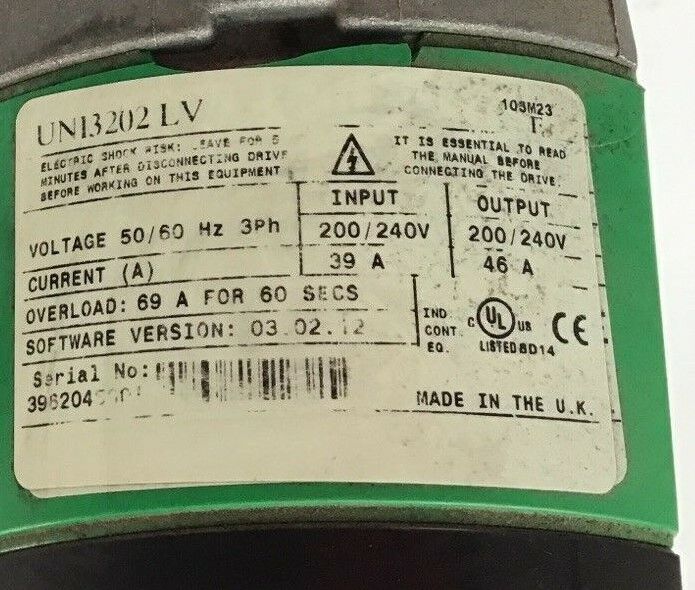 UNI3202 LV
10SM23
F
ELECTRIC SHOCK RISK: LEAVE FOR 5
MINUTES AFTER DISCONNECTING DRIVE
BEFORE WORKING ON THIS EQUIPMENT
IT IS ESSENTIAL TO READ
THE MANUAL BEFORE
CONNECTING THE DRIVE.
INPUT OUTPUT
VOLTAGE 50/60 Hz 3Ph 200/240V 200/240V
CURRENT (A) 39 A 46 A
OVERLOAD: 69 A FOR 60 SECS
SOFTWARE VERSION: 03.02.12
IND
CONT
EQ.
C UL US
LISTED 8D14
CE
Serial No:
MADE IN THE U.K.